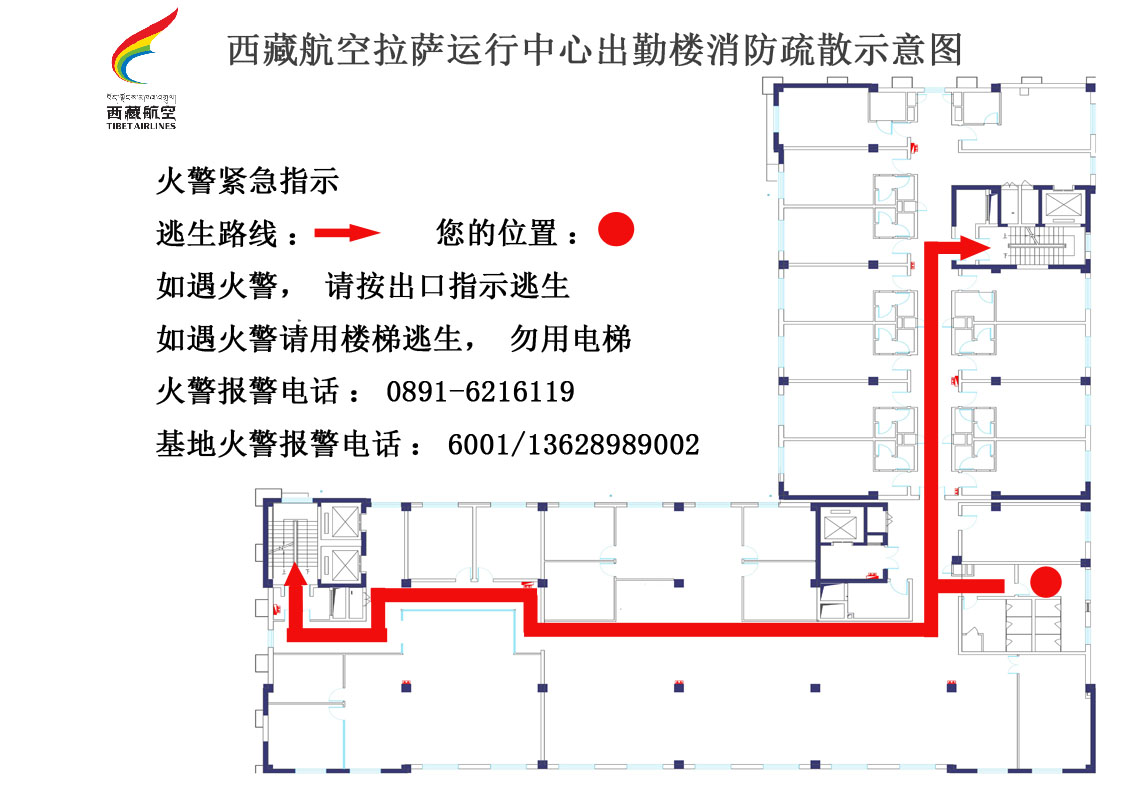 西藏航空拉萨运行中心出勤楼消防疏散示意图
西藏航空
TIBET AIRLINES
火警紧急指示
逃生路线： 您的位置：
如遇火警， 请按出口指示逃生
如遇火警请用楼梯逃生， 勿用电梯
火警报警电话： 0891-6216119
基地火警报警电话： 6001/13628989002
上
下
上
下